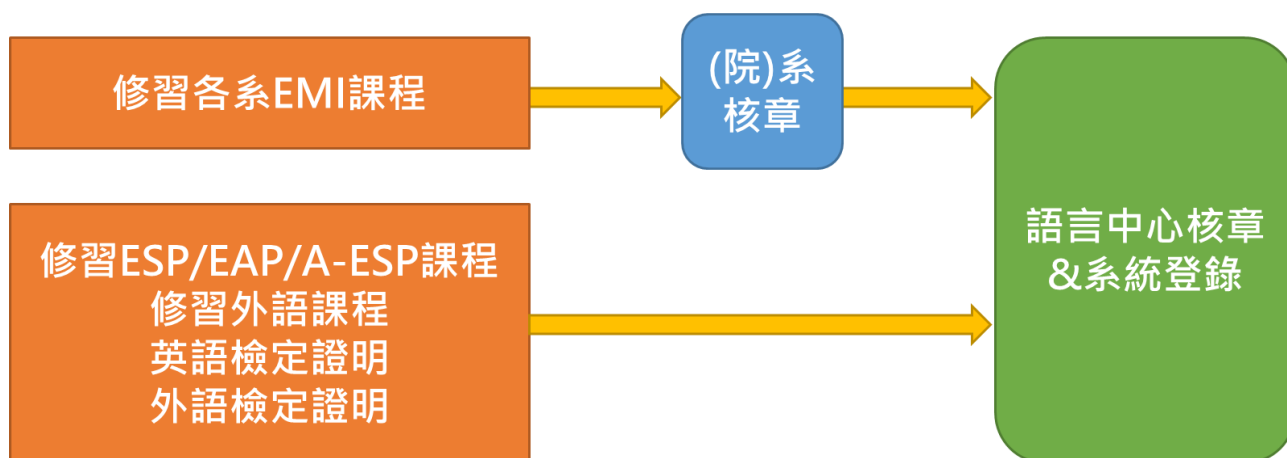 修習各系EMI課程
(院)系
核章
修習ESP/EAP/A-ESP課程
修習外語課程
英語檢定證明
外語檢定證明
語言中心核章
&系統登錄